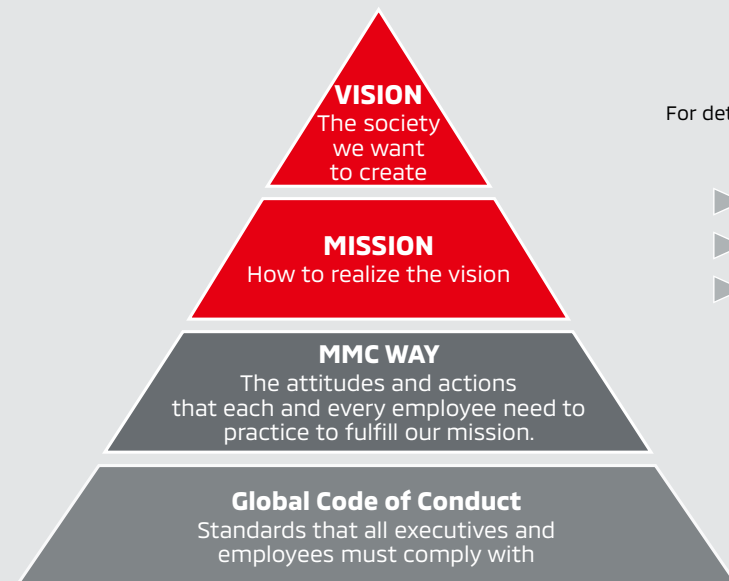 VISION
The society
we want
to create
For det
MISSION
How to realize the vision
MMC WAY
The attitudes and actions
that each and every employee need to
practice to fulfill our mission.
Global Code of Conduct
Standards that all executives and
employees must comply with